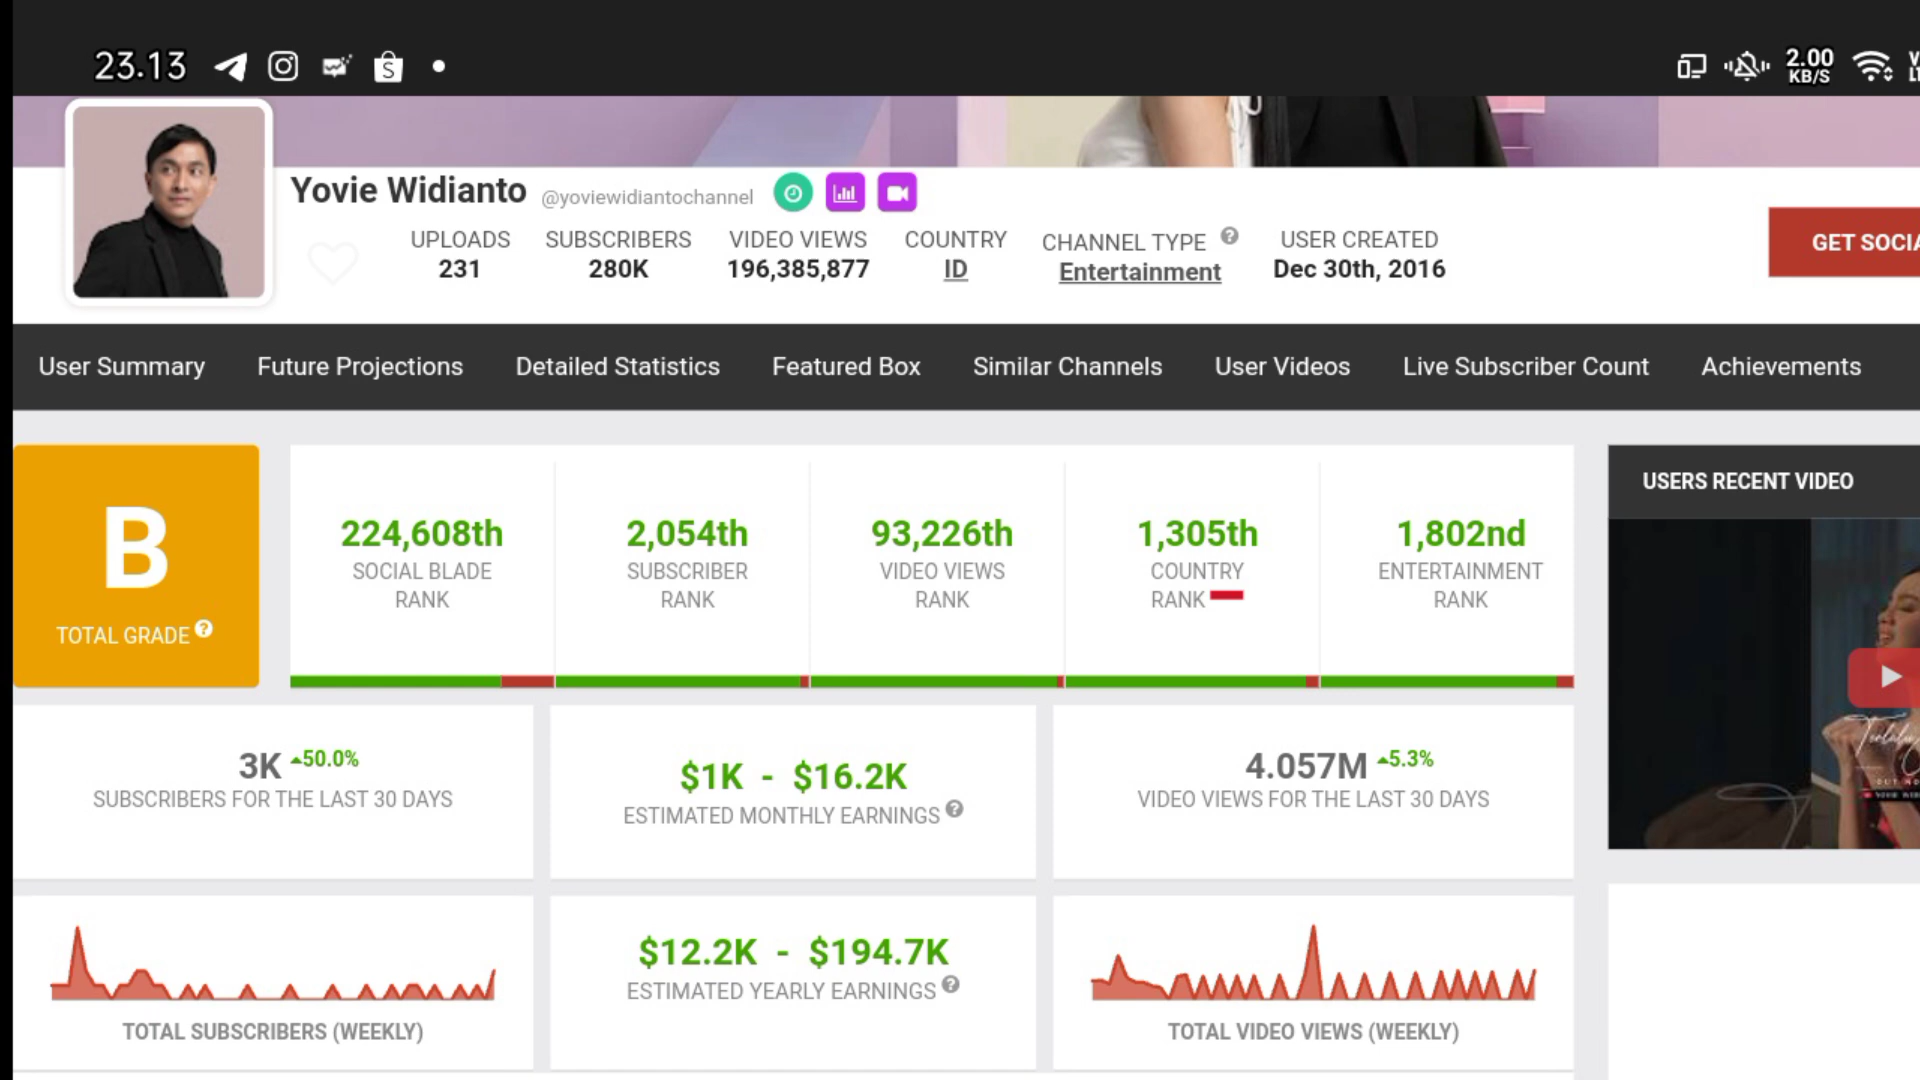 23.13
2.00
KB/S
Yovie Widianto @yoviewidiantochannel
UPLOADS SUBSCRIBERS VIDEO VIEWS COUNTRY CHANNEL TYPE USER CREATED
231 280K 196,385,877 ID Entertainment Dec 30th, 2016
GET SOCIA
User Summary Future Projections Detailed Statistics Featured Box Similar Channels User Videos Live Subscriber Count Achievements
B
TOTAL GRADE ?
224,608th
SOCIAL BLADE
RANK
2,054th
SUBSCRIBER
RANK
93,226th
VIDEO VIEWS
RANK
1,305th
COUNTRY
RANK
1,802nd
ENTERTAINMENT
RANK
USERS RECENT VIDEO
3K 50.0%
SUBSCRIBERS FOR THE LAST 30 DAYS
$1K - $16.2K
ESTIMATED MONTHLY EARNINGS ?
4.057M 5.3%
VIDEO VIEWS FOR THE LAST 30 DAYS
TOTAL SUBSCRIBERS (WEEKLY)
$12.2K - $194.7K
ESTIMATED YEARLY EARNINGS ?
TOTAL VIDEO VIEWS (WEEKLY)